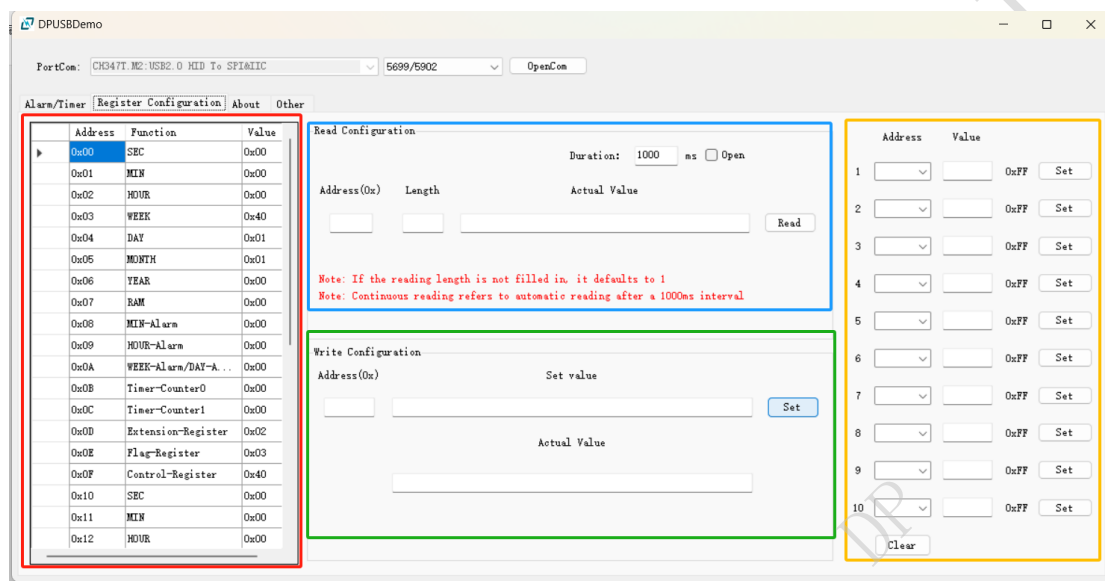 DPUSBDemo
PortCom: CH347T.M2:USB2.0 HID To SPI&IIC 5699/5902 OpenCom
Alarm/Timer Register Configuration About Other
Address Function Value
0x00 SEC 0x00
0x01 MIN 0x00
0x02 HOUR 0x00
0x03 WEEK 0x40
0x04 DAY 0x01
0x05 MONTH 0x01
0x06 YEAR 0x00
0x07 RAM 0x00
0x08 MIN-Alarm 0x00
0x09 HOUR-Alarm 0x00
0x0A WEEK-Alarm/DAY-A... 0x00
0x0B Timer-Counter0 0x00
0x0C Timer-Counter1 0x00
0x0D Extension-Register 0x02
0x0E Flag-Register 0x03
0x0F Control-Register 0x40
0x10 SEC 0x00
0x11 MIN 0x00
0x12 HOUR 0x00
Read Configuration
Duration: 1000 ms Open
Address(0x) Length Actual Value
Read
Note: If the reading length is not filled in, it defaults to 1
Note: Continuous reading refers to automatic reading after a 1000ms interval
Write Configuration
Address(0x) Set value
Set
Actual Value
Address Value
1 0xFF Set
2 0xFF Set
3 0xFF Set
4 0xFF Set
5 0xFF Set
6 0xFF Set
7 0xFF Set
8 0xFF Set
9 0xFF Set
10 0xFF Set
Clear
DP